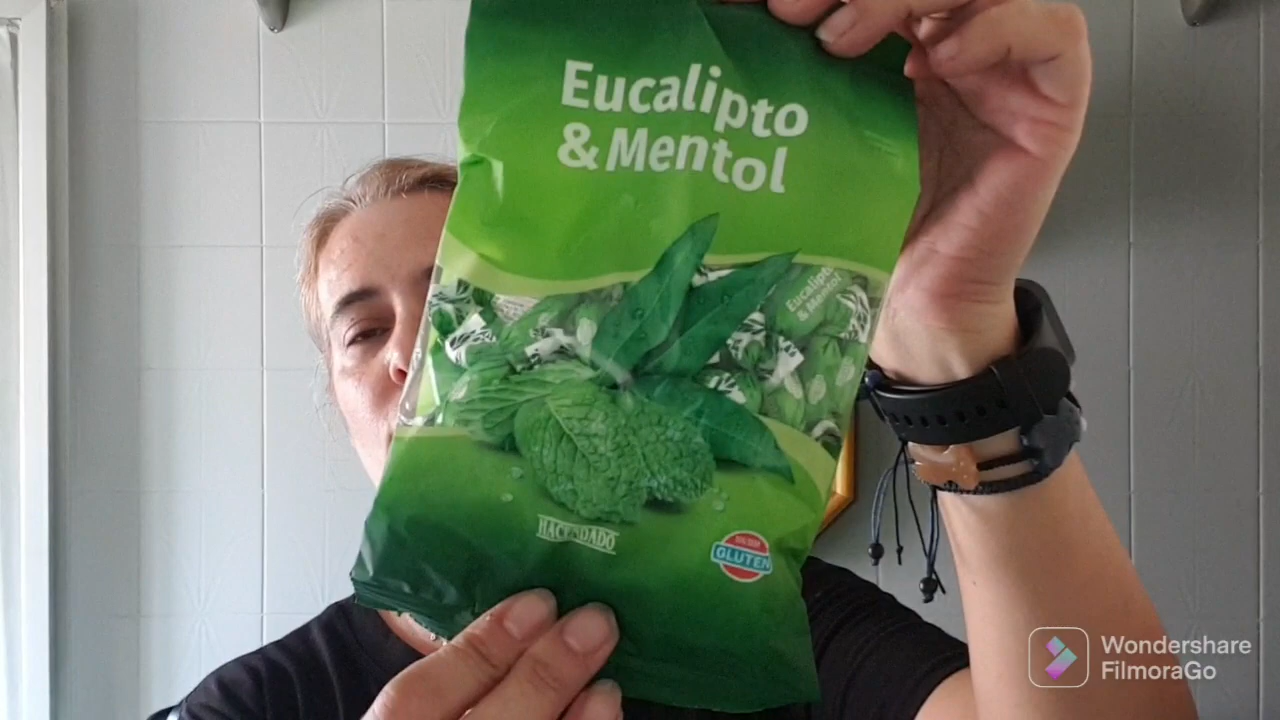 Eucalipto
& Mentol
Eucalipto
& Mentol
HACENDADO
GLUTEN
Wondershare
FilmoraGo